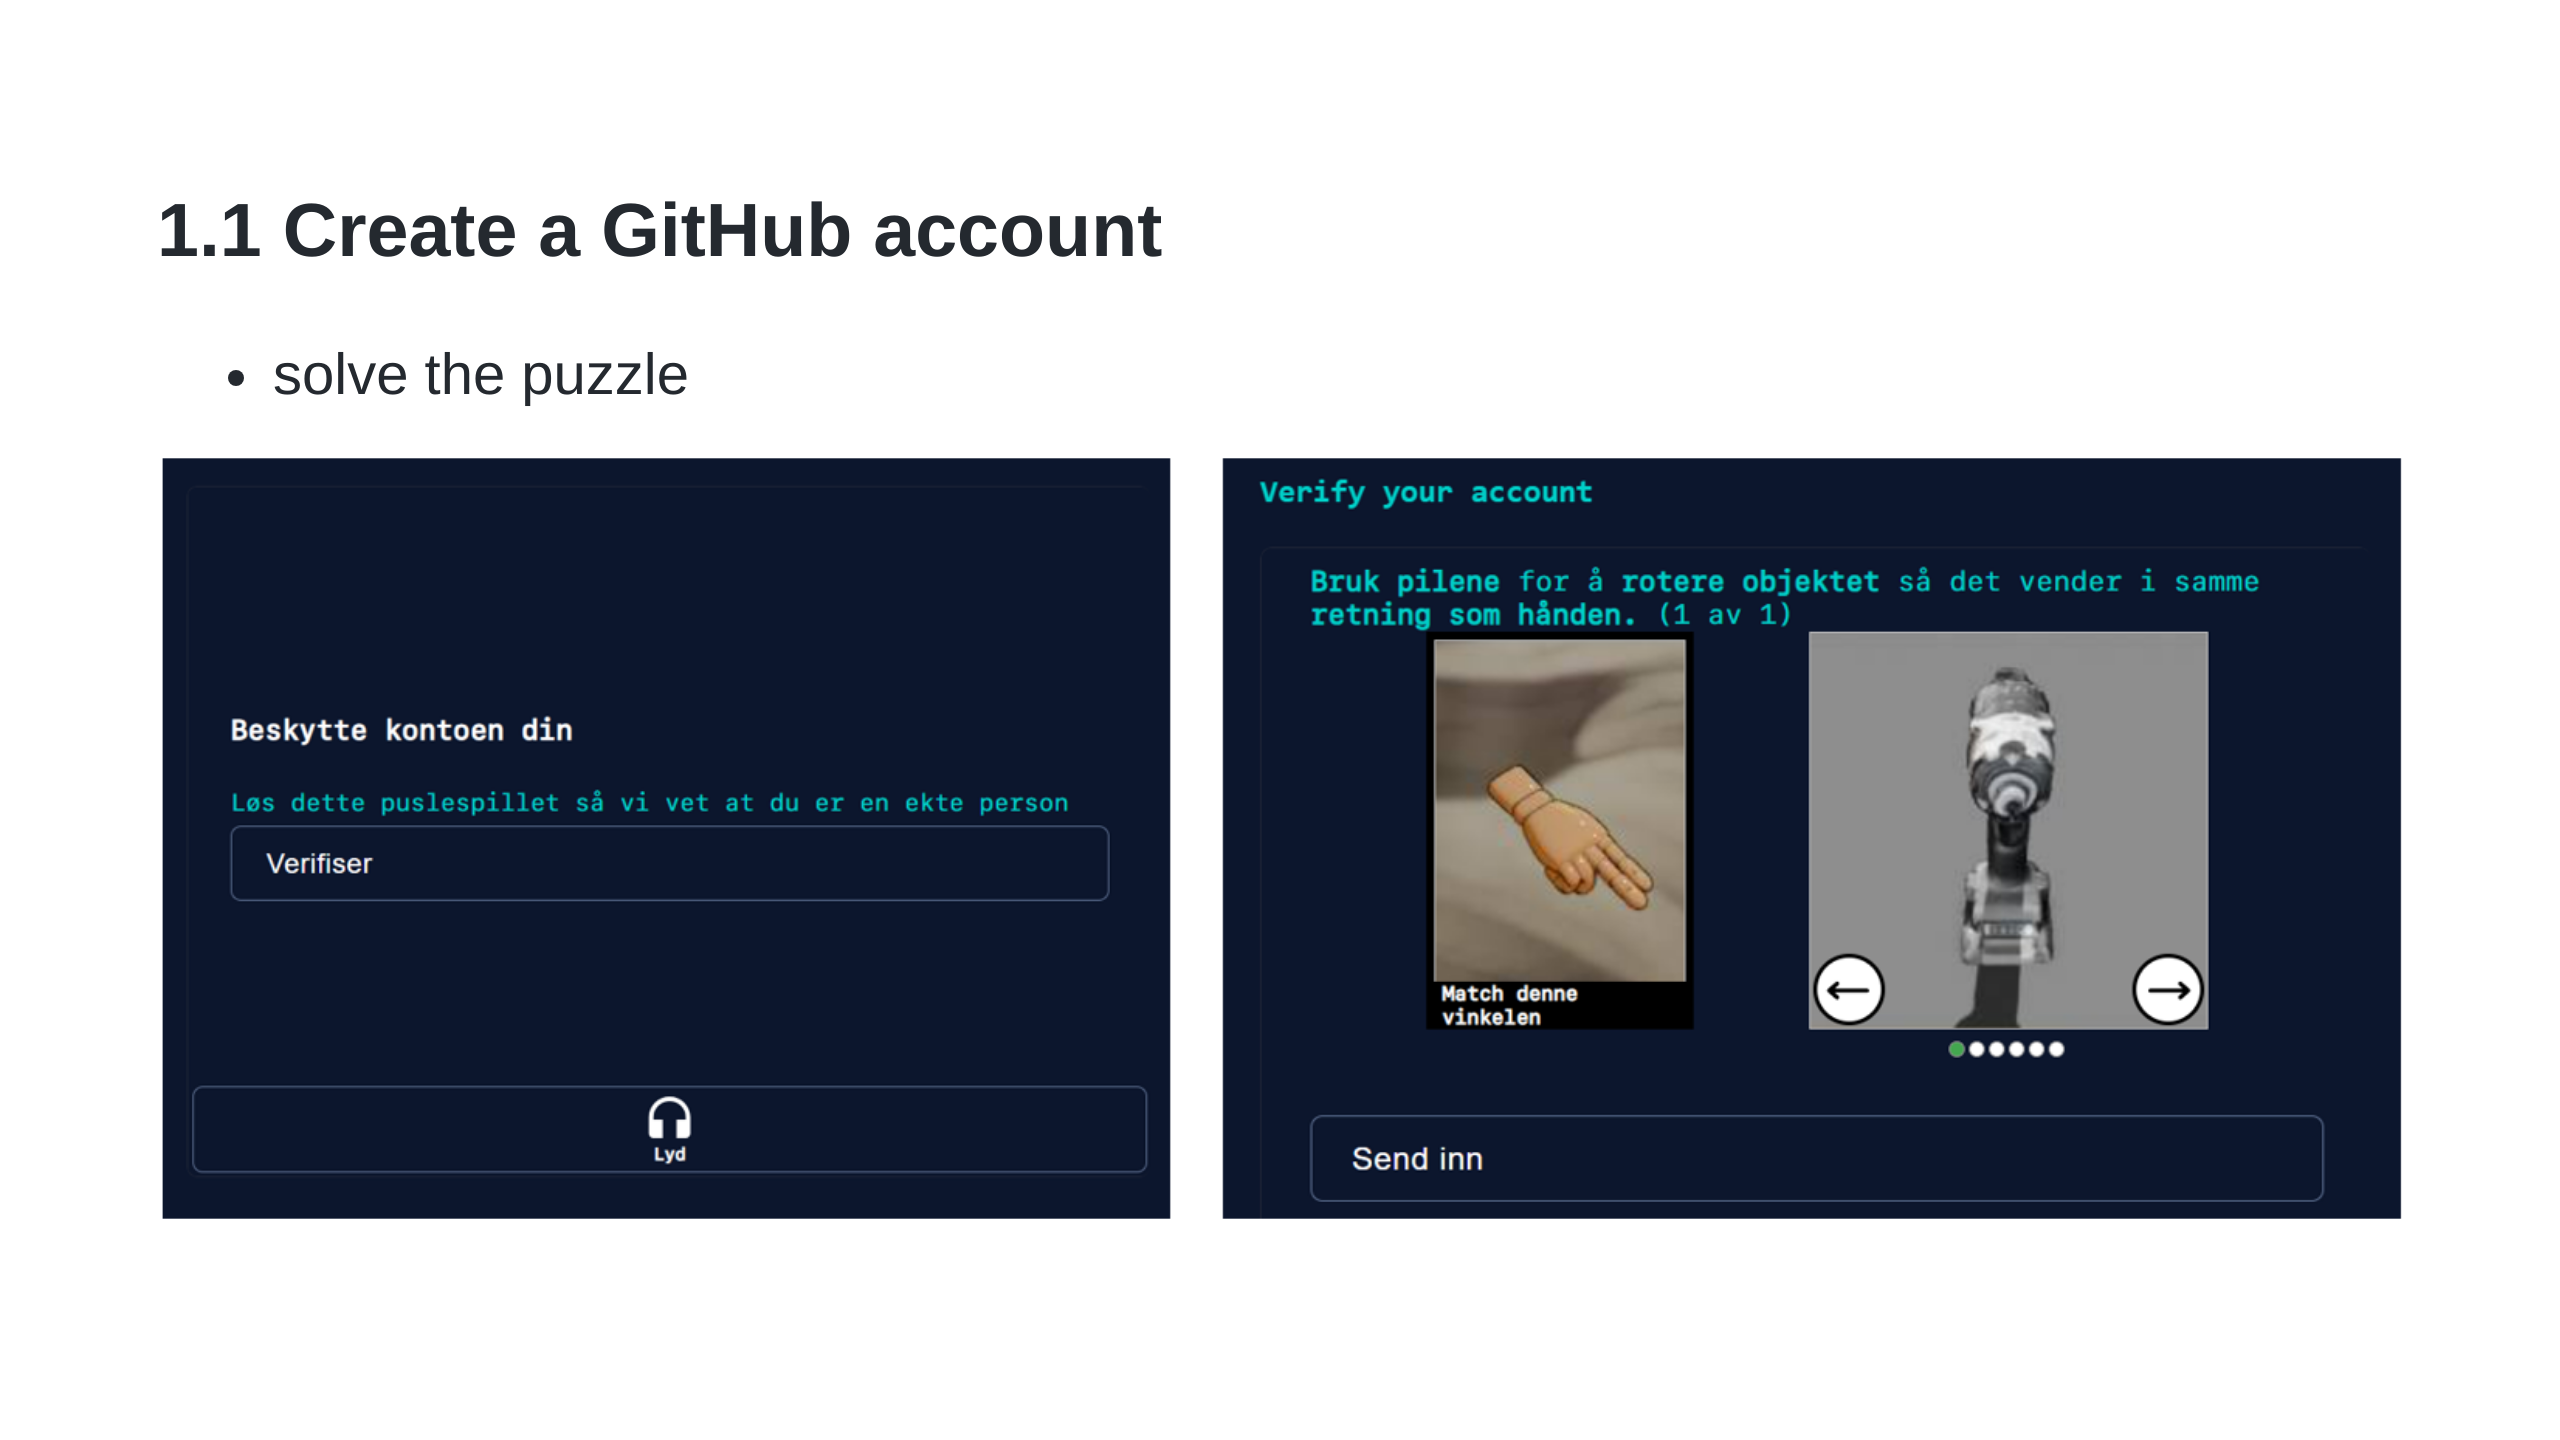 1.1 Create a GitHub account
• solve the puzzle
Beskytte kontoen din
Løs dette puslespillet så vi vet at du er en ekte person
Verifiser
Lyd
Verify your account
Bruk pilene for å rotere objektet så det vender i samme
retning som hånden. (1 av 1)
Match denne
vinkelen
Send inn